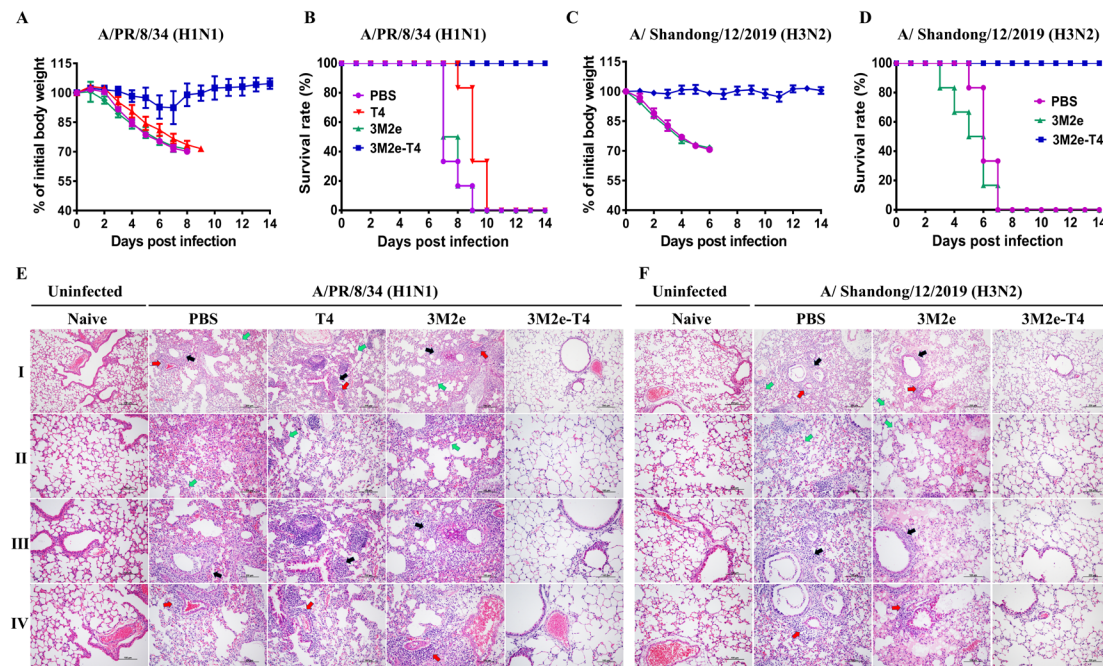 A
A/PR/8/34 (H1N1)
% of initial body weight
115
100
85
70
55
40
0 2 4 6 8 10 12 14
Days post infection
B
A/PR/8/34 (H1N1)
Survival rate (%)
100
80
60
40
20
0
0 2 4 6 8 10 12 14
Days post infection
PBS
T4
3M2e
3M2e-T4
C
A/ Shandong/12/2019 (H3N2)
% of initial body weight
115
100
85
70
55
40
0 2 4 6 8 10 12 14
Days post infection
D
A/ Shandong/12/2019 (H3N2)
Survival rate (%)
100
80
60
40
20
0
0 2 4 6 8 10 12 14
Days post infection
PBS
3M2e
3M2e-T4
E
Uninfected
A/PR/8/34 (H1N1)
Naive PBS T4 3M2e 3M2e-T4
I
II
III
IV
F
Uninfected
A/ Shandong/12/2019 (H3N2)
Naive PBS 3M2e 3M2e-T4